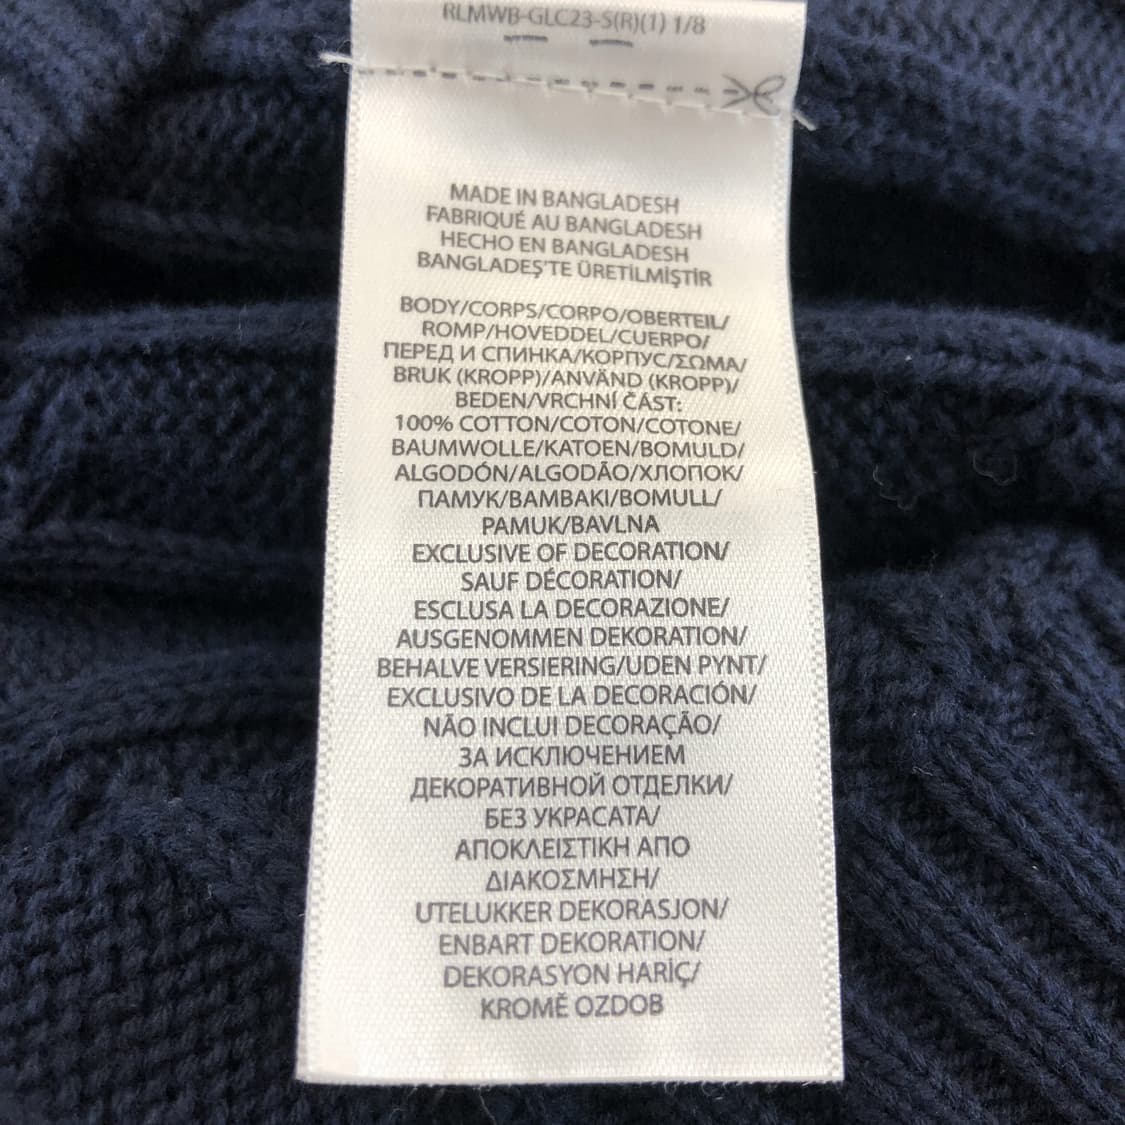 RLMWB-GLC23-S(R)(1) 1/8
MADE IN BANGLADESH
FABRIQUÉ AU BANGLADESH
HECHO EN BANGLADESH
BANGLADEŞ'TE ÜRETİLMİŞTİR
BODY/CORPS/CORPO/OBERTEIL/
ROMP/HOVEDDEL/CUERPO/
ПЕРЕД И СПИНКА/КОРПУС/ΣΩΜΑ/
BRUK (KROPP)/ANVÄND (KROPP)/
BEDEN/VRCHNÍ ČÁST:
100% COTTON/COTON/COTONE/
BAUMWOLLE/KATOEN/BOMULD/
ALGODÓN/ALGODÃO/ХЛОПОК/
ПАМУК/ΒΑΜΒΑΚΙ/BOMULL/
PAMUK/BAVLNA
EXCLUSIVE OF DECORATION/
SAUF DÉCORATION/
ESCLUSA LA DECORAZIONE/
AUSGENOMMEN DEKORATION/
BEHALVE VERSIERING/UDEN PYNT/
EXCLUSIVO DE LA DECORACIÓN/
NÃO INCLUI DECORAÇÃO/
ЗА ИСКЛЮЧЕНИЕМ
ДЕКОРАТИВНОЙ ОТДЕЛКИ/
БЕЗ УКРАСАТА/
ΑΠΟΚΛΕΙΣΤΙΚΗ ΑΠΟ
ΔΙΑΚΟΣΜΗΣΗ/
UTELUKKER DEKORASJON/
ENBART DEKORATION/
DEKORASYON HARİÇ/
KROMĚ OZDOB